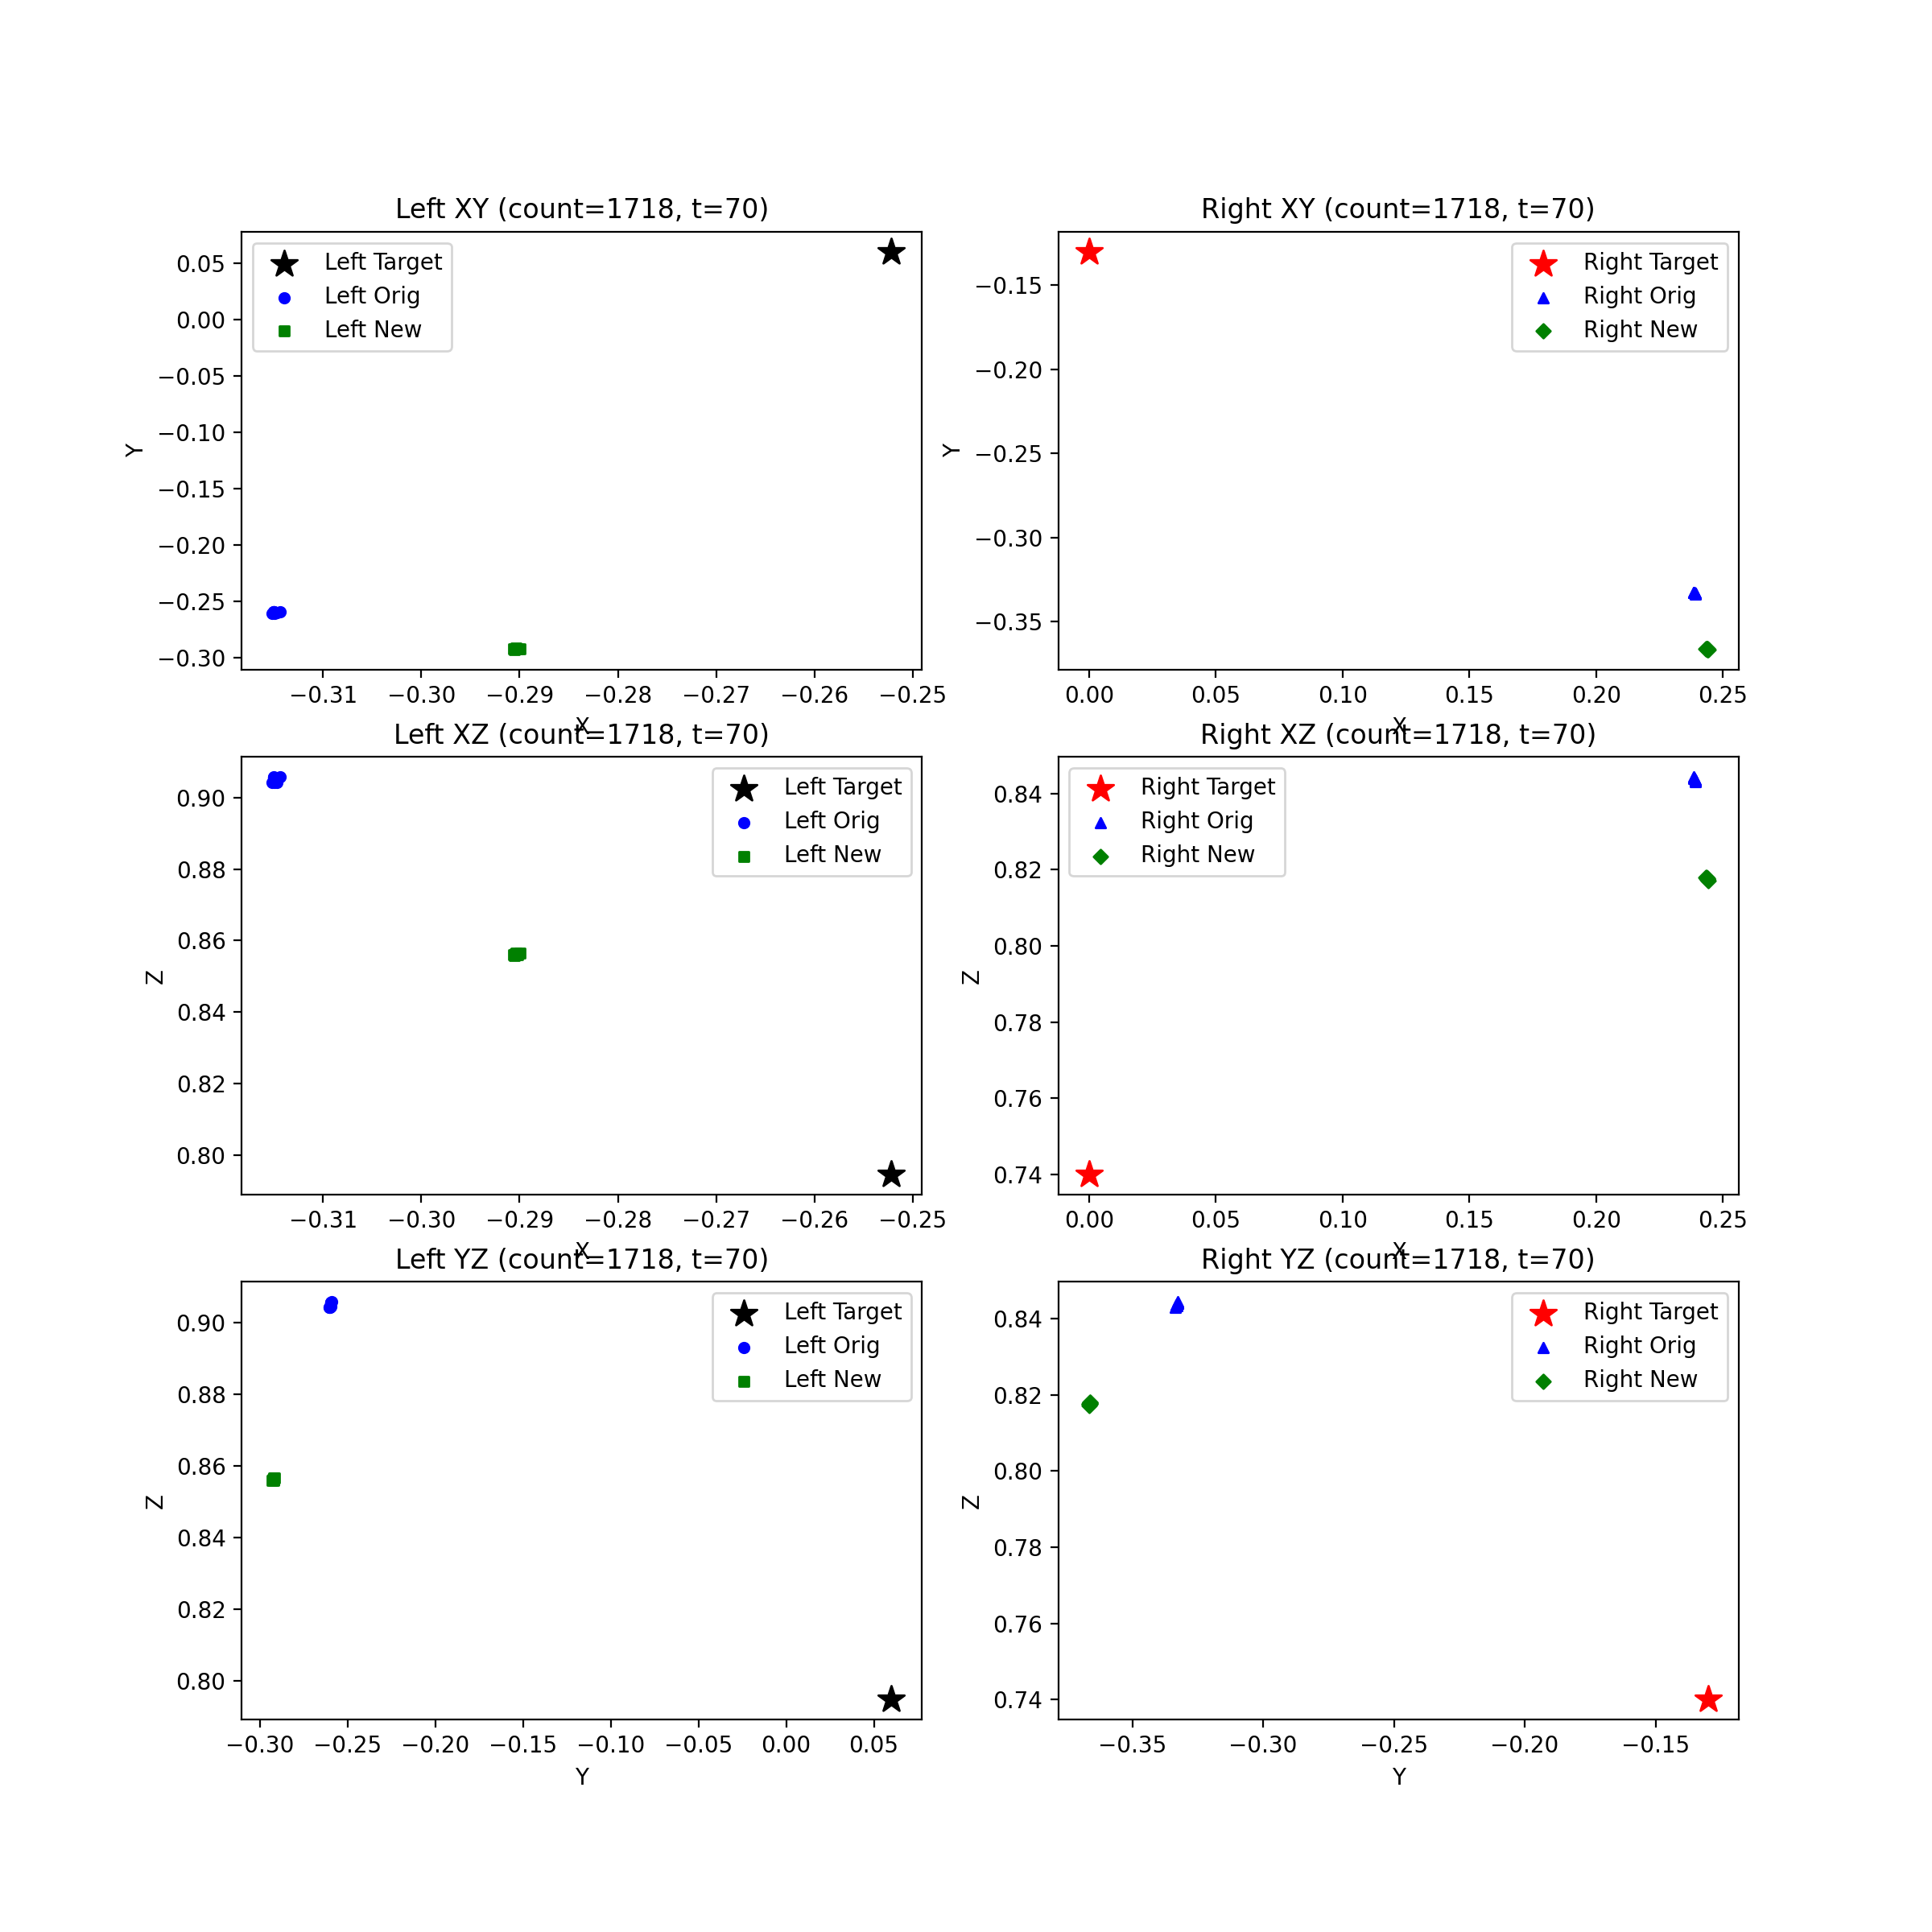 Left XY (count=1718, t=70)
Left Target
Left Orig
Left New
0.05
0.00
−0.05
−0.10
−0.15
−0.20
−0.25
−0.30
Y
−0.31 −0.30 −0.29 −0.28 −0.27 −0.26 −0.25
X
Right XY (count=1718, t=70)
Right Target
Right Orig
Right New
−0.15
−0.20
−0.25
−0.30
−0.35
Y
0.00 0.05 0.10 0.15 0.20 0.25
X
Left XZ (count=1718, t=70)
Left Target
Left Orig
Left New
0.90
0.88
0.86
0.84
0.82
0.80
Z
−0.31 −0.30 −0.29 −0.28 −0.27 −0.26 −0.25
X
Right XZ (count=1718, t=70)
Right Target
Right Orig
Right New
0.84
0.82
0.80
0.78
0.76
0.74
Z
0.00 0.05 0.10 0.15 0.20 0.25
X
Left YZ (count=1718, t=70)
Left Target
Left Orig
Left New
0.90
0.88
0.86
0.84
0.82
0.80
Z
−0.30 −0.25 −0.20 −0.15 −0.10 −0.05 0.00 0.05
Y
Right YZ (count=1718, t=70)
Right Target
Right Orig
Right New
0.84
0.82
0.80
0.78
0.76
0.74
Z
−0.35 −0.30 −0.25 −0.20 −0.15
Y